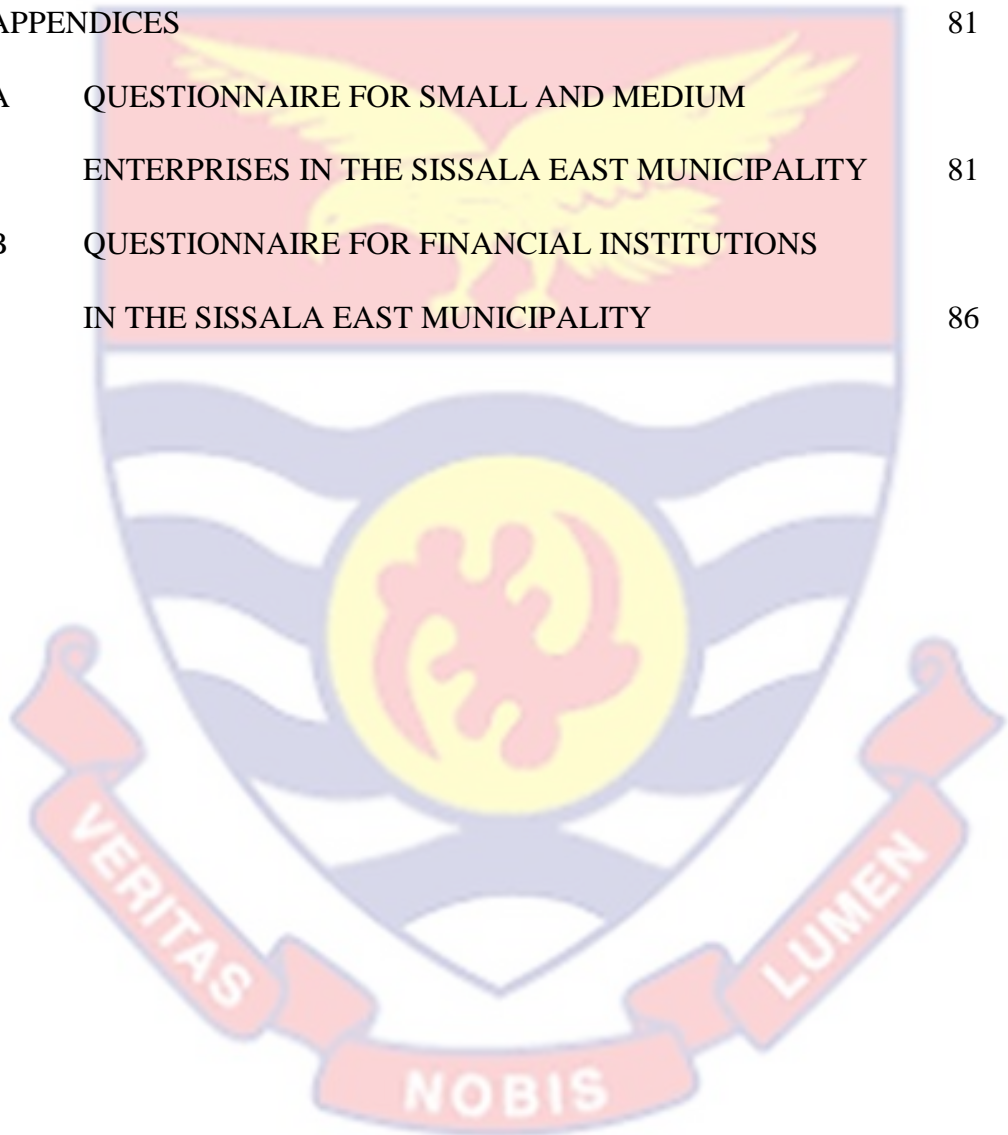 APPENDICES 81
A QUESTIONNAIRE FOR SMALL AND MEDIUM
ENTERPRISES IN THE SISSALA EAST MUNICIPALITY 81
B QUESTIONNAIRE FOR FINANCIAL INSTITUTIONS
IN THE SISSALA EAST MUNICIPALITY 86
VERITAS
NOBIS
LUMEN